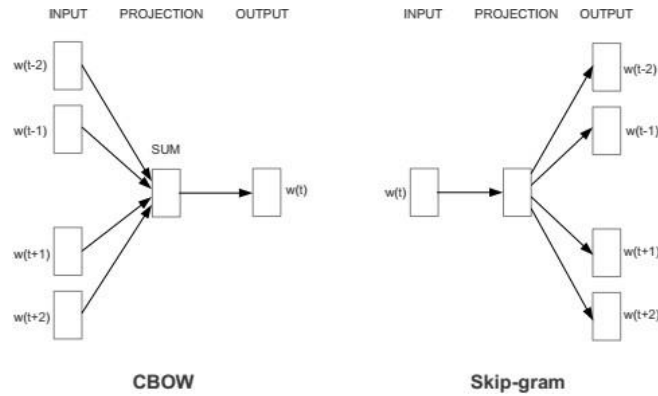 INPUT PROJECTION OUTPUT
w(t-2)
w(t-1)
SUM
w(t)
w(t+1)
w(t+2)
CBOW
INPUT PROJECTION OUTPUT
w(t-2)
w(t-1)
w(t)
w(t+1)
w(t+2)
Skip-gram